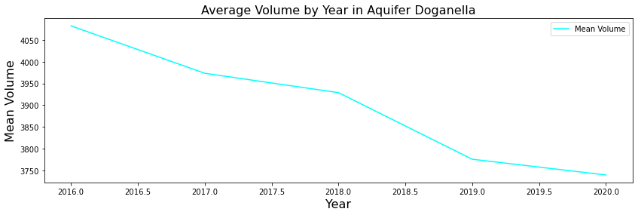 Average Volume by Year in Aquifer Doganella
Mean Volume
Mean Volume
4050
4000
3950
3900
3850
3800
3750
2016.0 2016.5 2017.0 2017.5 2018.0 2018.5 2019.0 2019.5 2020.0
Year